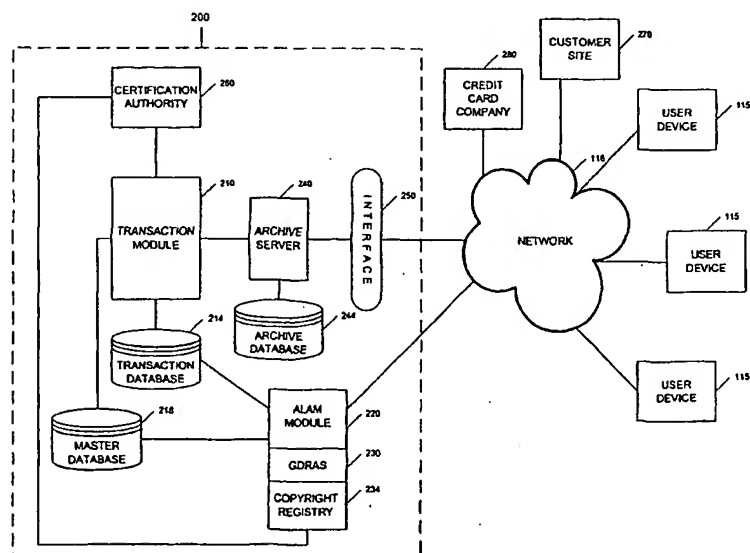 200
CERTIFICATION
AUTHORITY
260
TRANSACTION
MODULE
210
ARCHIVE
SERVER
240
INTERFACE
250
TRANSACTION
DATABASE
214
ARCHIVE
DATABASE
244
MASTER
DATABASE
218
ALAM
MODULE
220
GDRAS
230
COPYRIGHT
REGISTRY
234
CREDIT
CARD
COMPANY
280
CUSTOMER
SITE
270
NETWORK
116
USER
DEVICE
115
USER
DEVICE
115
USER
DEVICE
115